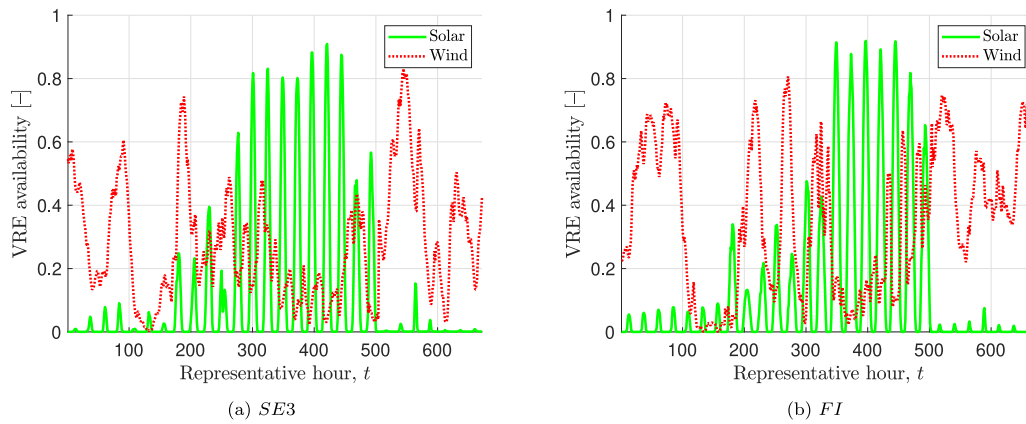 1
0.8
0.6
0.4
0.2
0
VRE availability [−]
100 200 300 400 500 600
Representative hour, t
Solar
Wind
(a) SE3
1
0.8
0.6
0.4
0.2
0
VRE availability [−]
100 200 300 400 500 600
Representative hour, t
Solar
Wind
(b) FI